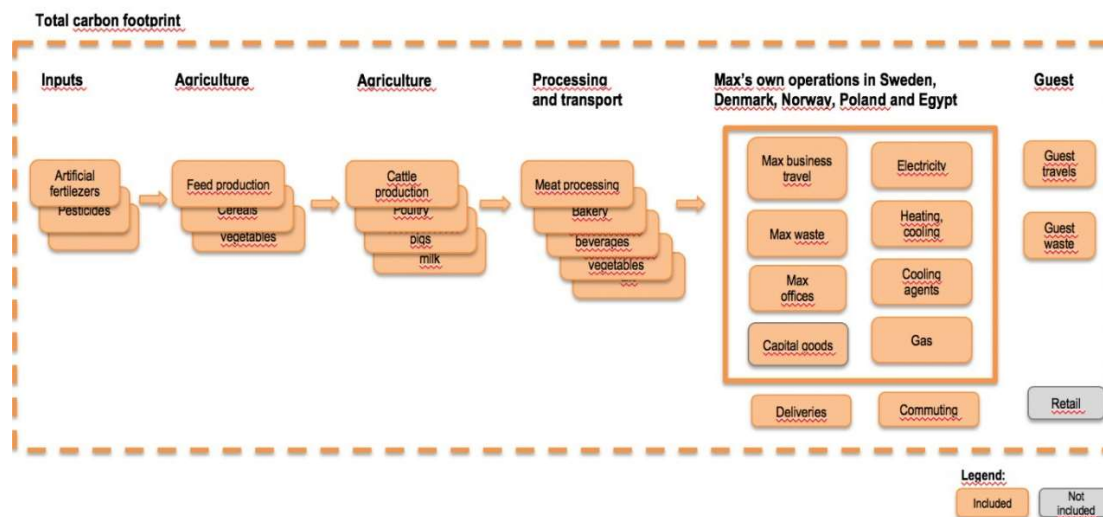 Total carbon footprint
Inputs
Agriculture
Agriculture
Processing
and transport
Max's own operations in Sweden,
Denmark, Norway, Poland and Egypt
Guest
Artificial
fertilezers
Pesticides
Feed production
Cereals
vegetables
Cattle
production
Poultry
pigs
milk
Meat processing
Bakery
beverages
vegetables
Max business
travel
Electricity
Max waste
Heating,
cooling
Max
offices
Cooling
agents
Capital goods
Gas
Deliveries
Commuting
Guest
travels
Guest
waste
Retail
Legend:
Included
Not
included